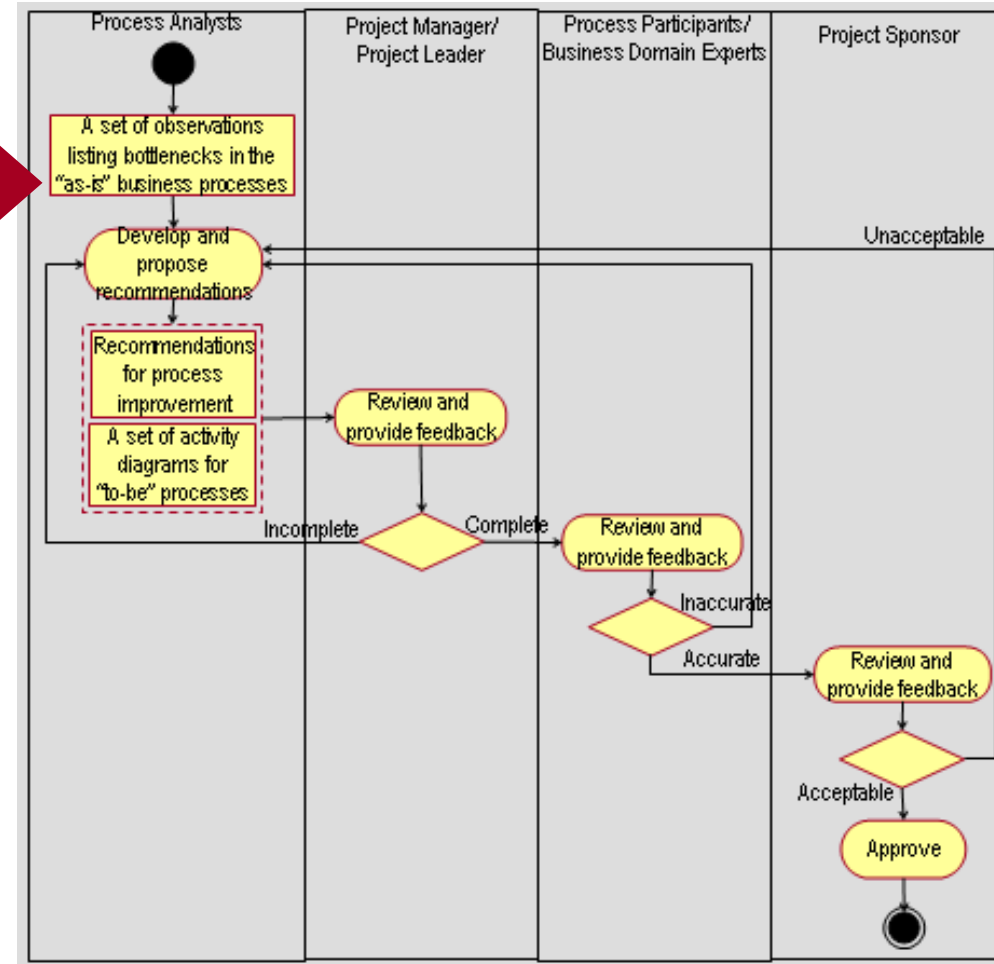 Process Analysts
Project Manager/
Project Leader
Process Participants/
Business Domain Experts
Project Sponsor
A set of observations
listing bottlenecks in the
"as-is" business processes
Unacceptable
Develop and
propose
recommendations
Recommendations
for process
improvement
A set of activity
diagrams for
"to-be" processes
Review and
provide feedback
Incomplete
Complete
Review and
provide feedback
Inaccurate
Accurate
Review and
provide feedback
Acceptable
Approve